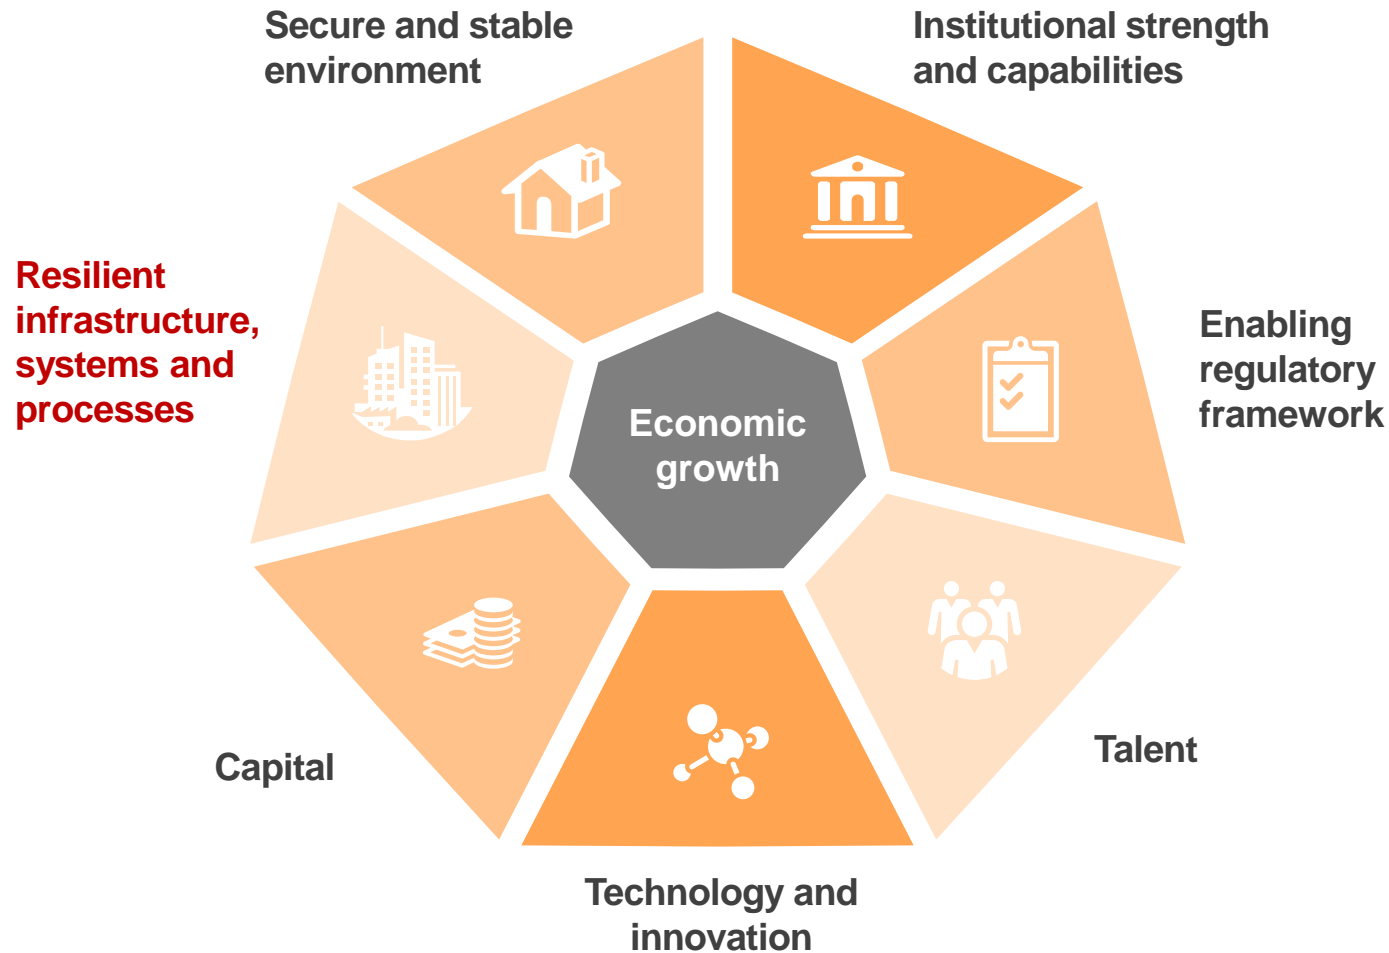 Secure and stable
environment
Institutional strength
and capabilities
Resilient
infrastructure,
systems and
processes
Enabling
regulatory
framework
Economic
growth
Capital
Talent
Technology and
innovation